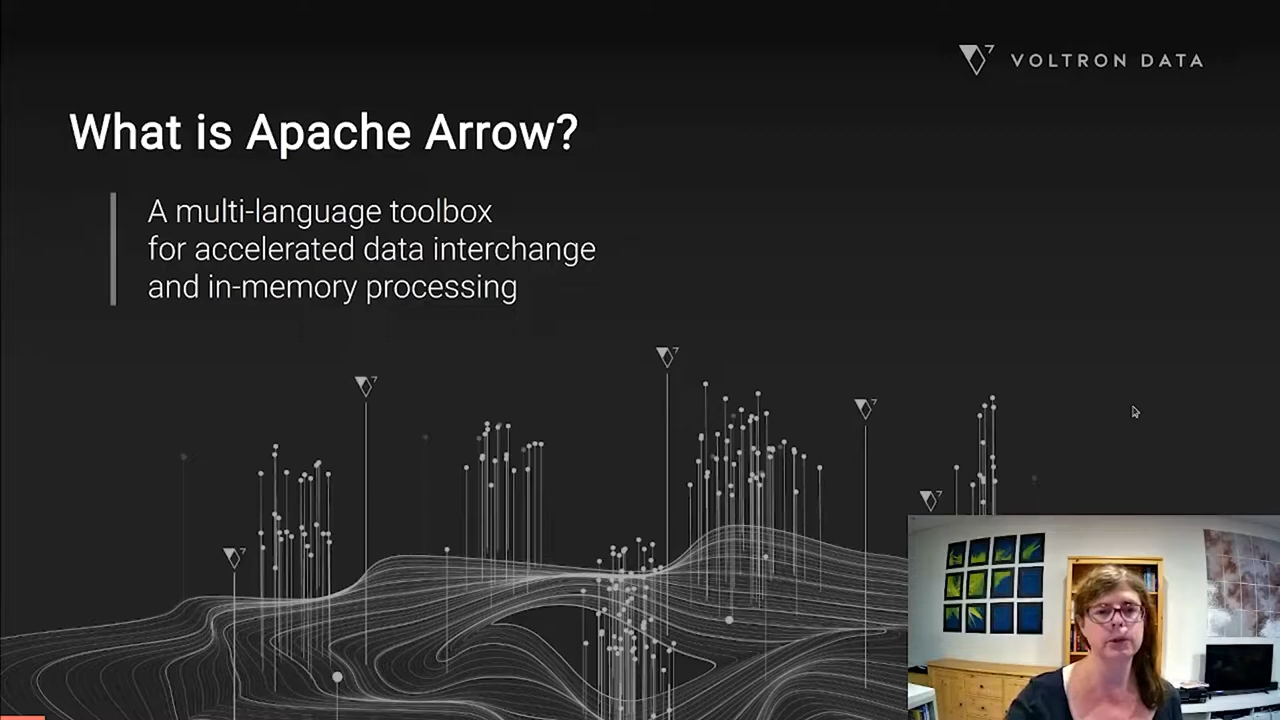 VOLTRON DATA
What is Apache Arrow?
A multi-language toolbox
for accelerated data interchange
and in-memory processing